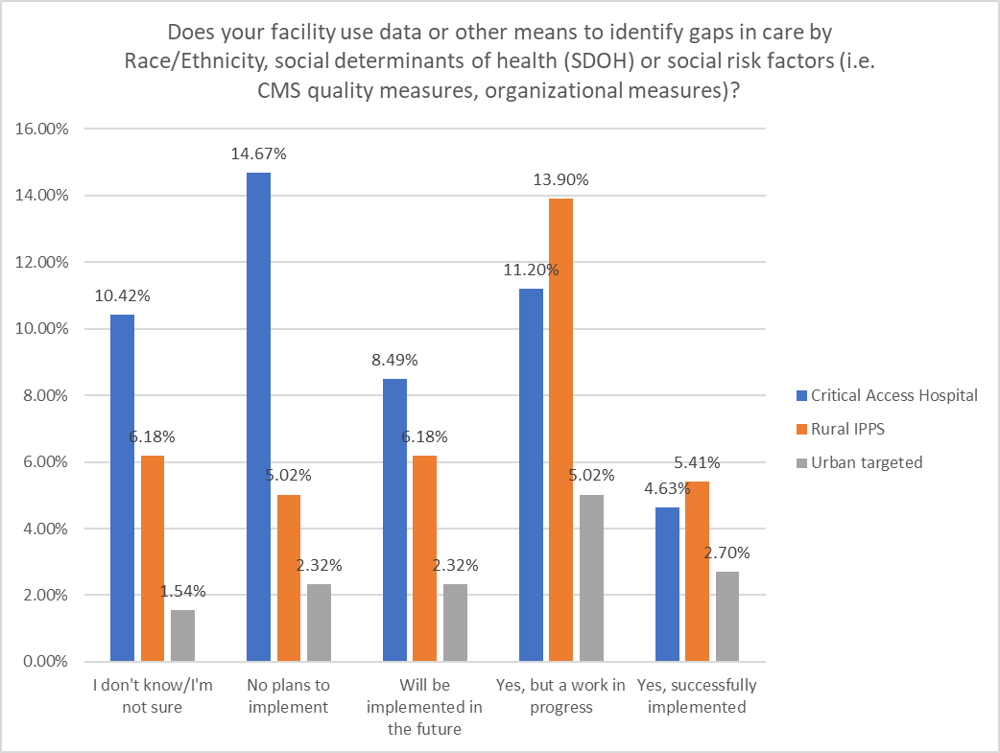 Does your facility use data or other means to identify gaps in care by
Race/Ethnicity, social determinants of health (SDOH) or social risk factors (i.e.
CMS quality measures, organizational measures)?
16.00%
14.00%
12.00%
10.00%
8.00%
6.00%
4.00%
2.00%
0.00%
10.42%
6.18%
1.54%
14.67%
5.02%
2.32%
8.49%
6.18%
2.32%
11.20%
13.90%
5.02%
4.63%
5.41%
2.70%
I don't know/I'm
not sure
No plans to
implement
Will be
implemented in
the future
Yes, but a work in
progress
Yes, successfully
implemented
Critical Access Hospital
Rural IPPS
Urban targeted